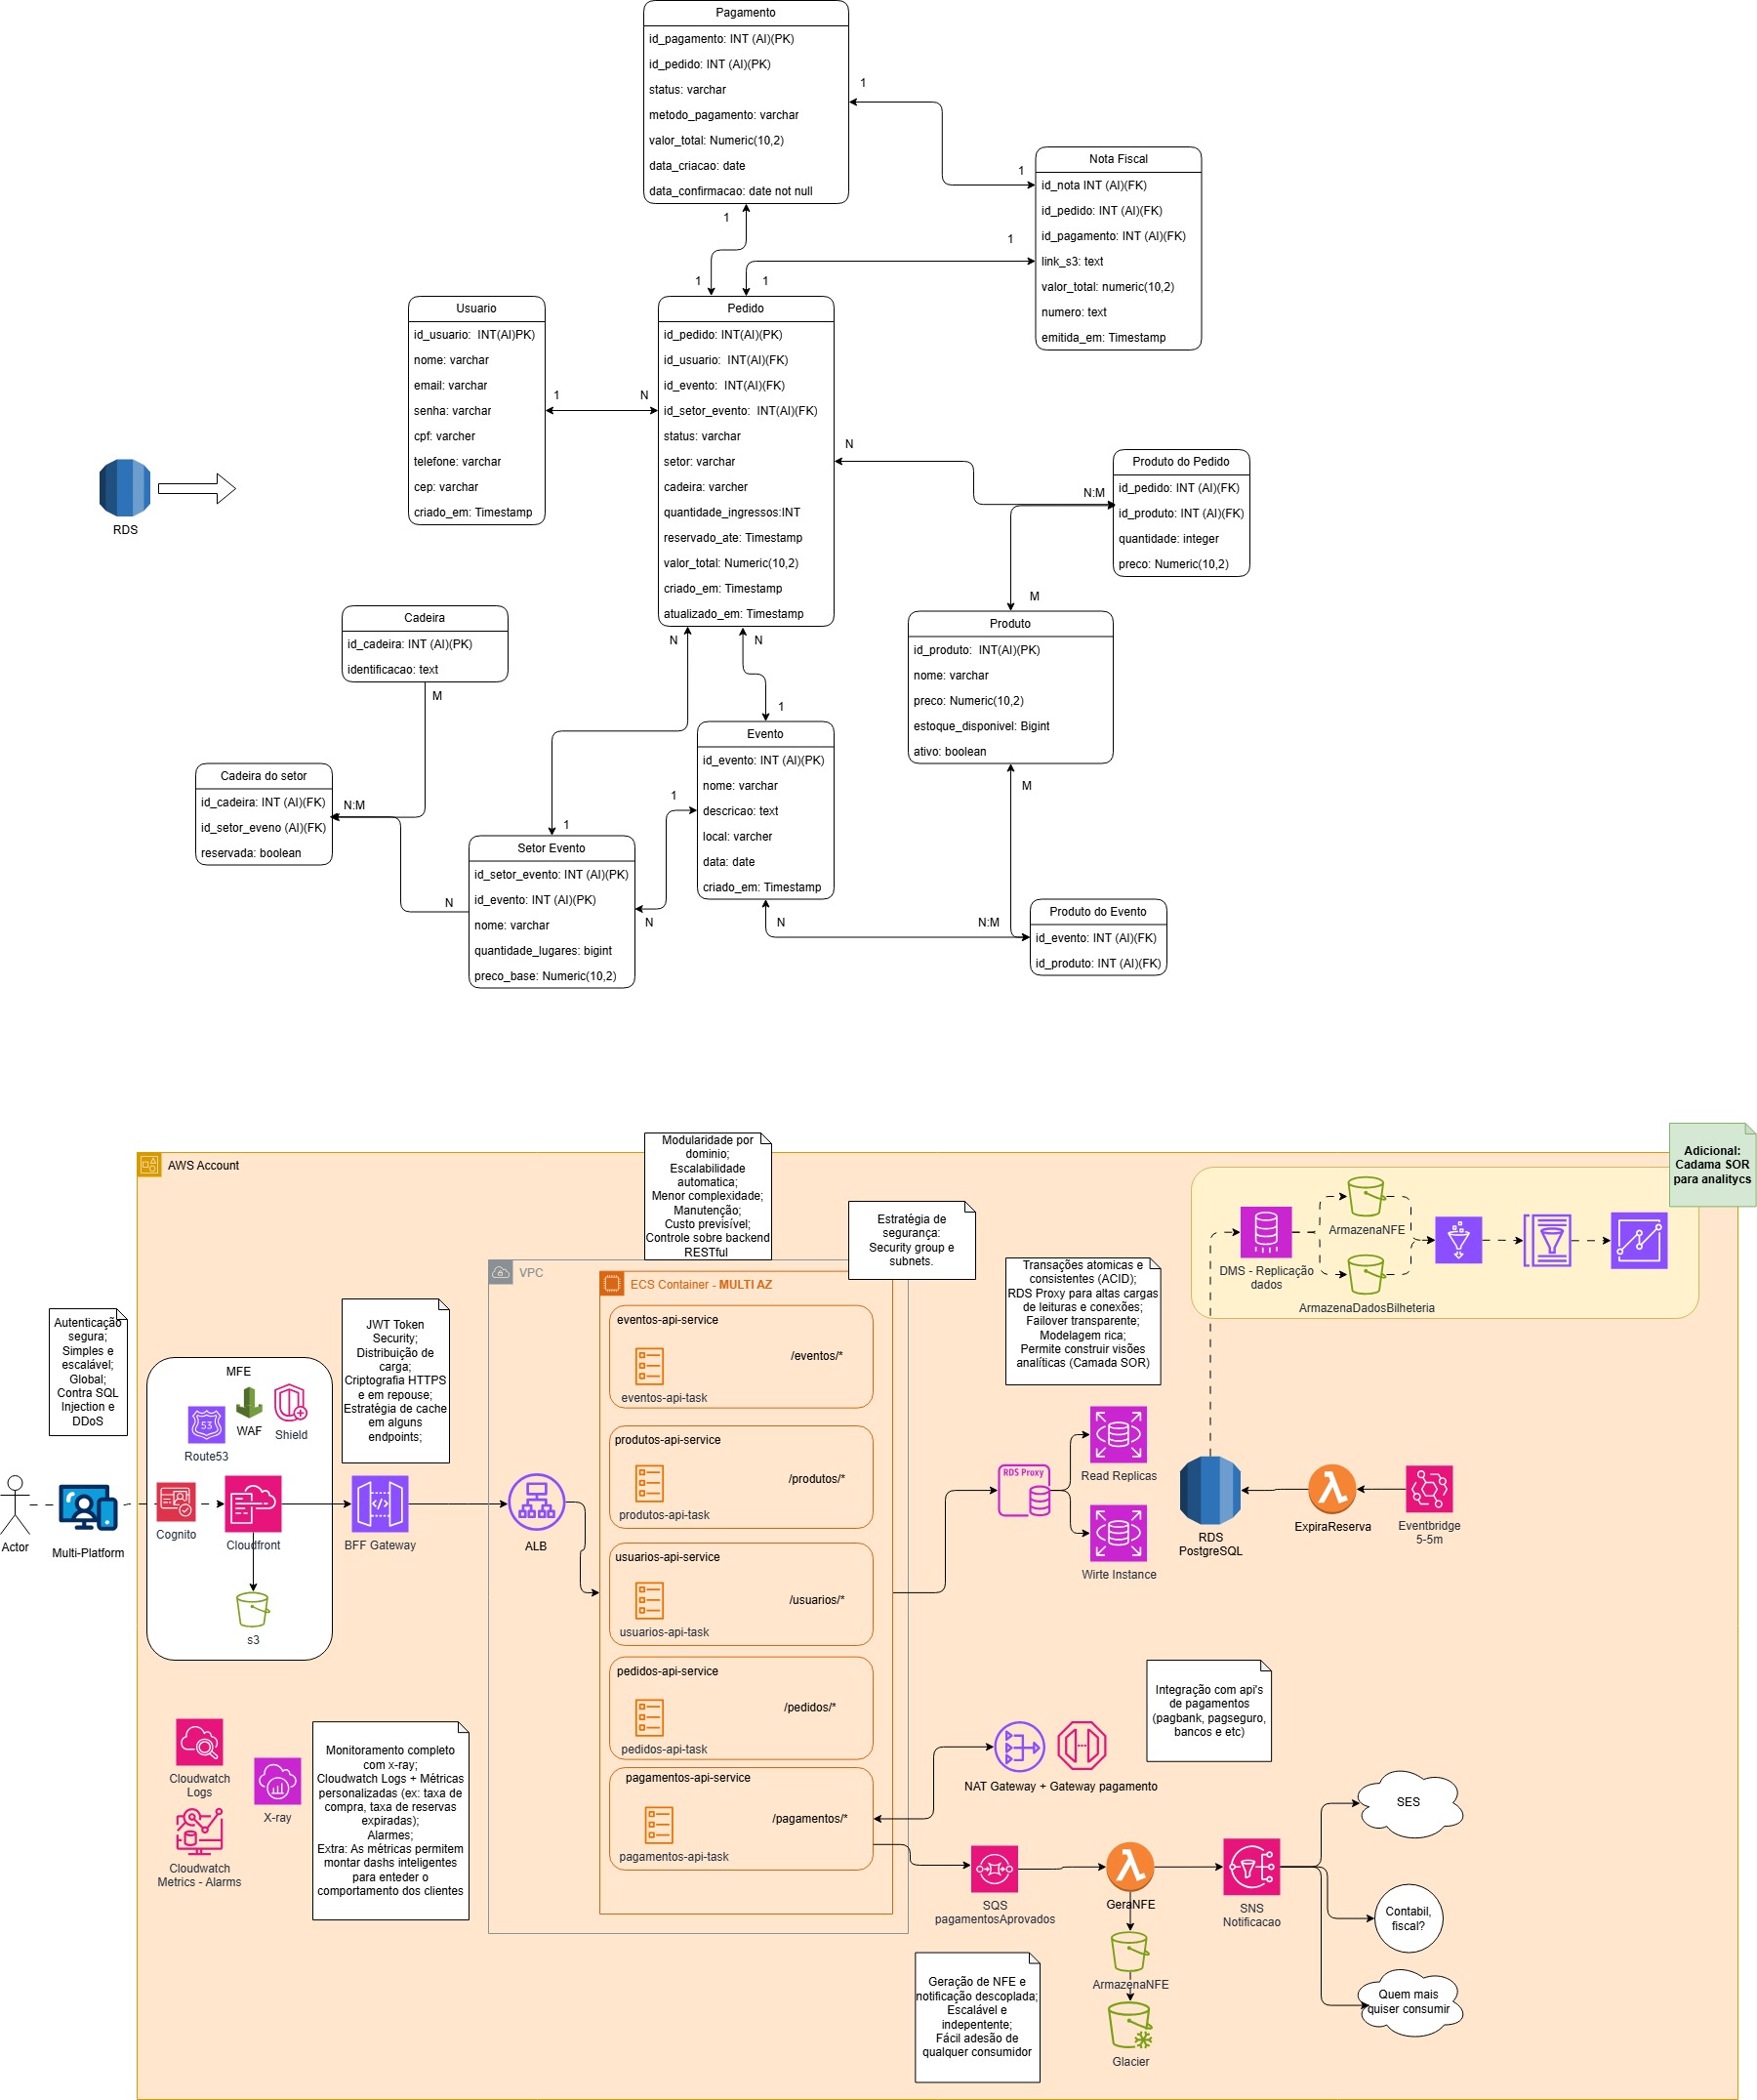 Pagamento
id_pagamento: INT (AI)(PK)
id_pedido: INT (AI)(PK)
status: varchar
metodo_pagamento: varchar
valor_total: Numeric(10,2)
data_criacao: date
data_confirmacao: date not null
1
1
1
1
1
1
Nota Fiscal
id_nota INT (AI)(FK)
id_pedido: INT (AI)(FK)
id_pagamento: INT (AI)(FK)
link_s3: text
valor_total: numeric(10,2)
numero: text
emitida_em: Timestamp
Usuario
id_usuario:  INT(AI)PK)
nome: varchar
email: varchar
senha: varchar
cpf: varcher
telefone: varchar
cep: varchar
criado_em: Timestamp
1
N
Pedido
id_pedido: INT(AI)(PK)
id_usuario:  INT(AI)(FK)
id_evento:  INT(AI)(FK)
id_setor_evento:  INT(AI)(FK)
status: varchar
setor: varchar
cadeira: varcher
quantidade_ingressos:INT
reservado_ate: Timestamp
valor_total: Numeric(10,2)
criado_em: Timestamp
atualizado_em: Timestamp
N
N:M
Produto do Pedido
id_pedido: INT (AI)(FK)
id_produto: INT (AI)(FK)
quantidade: integer
preco: Numeric(10,2)
RDS
M
Produto
id_produto:  INT(AI)(PK)
nome: varchar
preco: Numeric(10,2)
estoque_disponivel: Bigint
ativo: boolean
M
Cadeira
id_cadeira: INT (AI)(PK)
identificacao: text
M
N
N
1
Evento
id_evento: INT (AI)(PK)
nome: varchar
descricao: text
local: varcher
data: date
criado_em: Timestamp
Cadeira do setor
id_cadeira: INT (AI)(FK)
id_setor_eveno (AI)(FK)
reservada: boolean
N:M
N
1
1
N
Setor Evento
id_setor_evento: INT (AI)(PK)
id_evento: INT (AI)(PK)
nome: varchar
quantidade_lugares: bigint
preco_base: Numeric(10,2)
N
N:M
Produto do Evento
id_evento: INT (AI)(FK)
id_produto: INT (AI)(FK)
AWS Account
Modularidade por
dominio;
Escalabilidade
automatica;
Menor complexidade;
Manutenção;
Custo previsível;
Controle sobre backend
RESTful
Estratégia de
segurança:
Security group e
subnets.
Adicional:
Cadama SOR
para analitycs
DMS - Replicação
dados
ArmazenaNFE
ArmazenaDadosBilheteria
Transações atomicas e
consistentes (ACID);
RDS Proxy para altas cargas
de leituras e conexões;
Failover transparente;
Modelagem rica;
Permite construir visões
analíticas (Camada SOR)
Autenticação
segura;
Simples e
escalável;
Global;
Contra SQL
Injection e
DDoS
MFE
Route53
WAF
Shield
Cognito
Cloudfront
s3
JWT Token
Security;
Distribuição de
carga;
Criptografia HTTPS
e em repouse;
Estratégia de cache
em alguns
endpoints;
Actor
Multi-Platform
BFF Gateway
VPC
ALB
ECS Container - MULTI AZ
eventos-api-service
/eventos/*
eventos-api-task
produtos-api-service
/produtos/*
produtos-api-task
usuarios-api-service
/usuarios/*
usuarios-api-task
pedidos-api-service
/pedidos/*
pedidos-api-task
pagamentos-api-service
/pagamentos/*
pagamentos-api-task
RDS Proxy
Read Replicas
Wirte Instance
RDS
PostgreSQL
ExpiraReserva
Eventbridge
5-5m
Cloudwatch
Logs
X-ray
Cloudwatch
Metrics - Alarms
Monitoramento completo
com x-ray;
Cloudwatch Logs + Métricas
personalizadas (ex: taxa de
compra, taxa de reservas
expiradas);
Alarmes;
Extra: As métricas permitem
montar dashs inteligentes
para enteder o
comportamento dos clientes
Integração com api's
de pagamentos
(pagbank, pagseguro,
bancos e etc)
NAT Gateway + Gateway pagamento
SQS
pagamentosAprovados
GeraNFE
SNS
Notificacao
SES
Contabil,
fiscal?
Quem mais
quiser consumir
ArmazenaNFE
Glacier
Geração de NFE e
notificação descoplada;
Escalável e
indepentente;
Fácil adesão de
qualquer consumidor